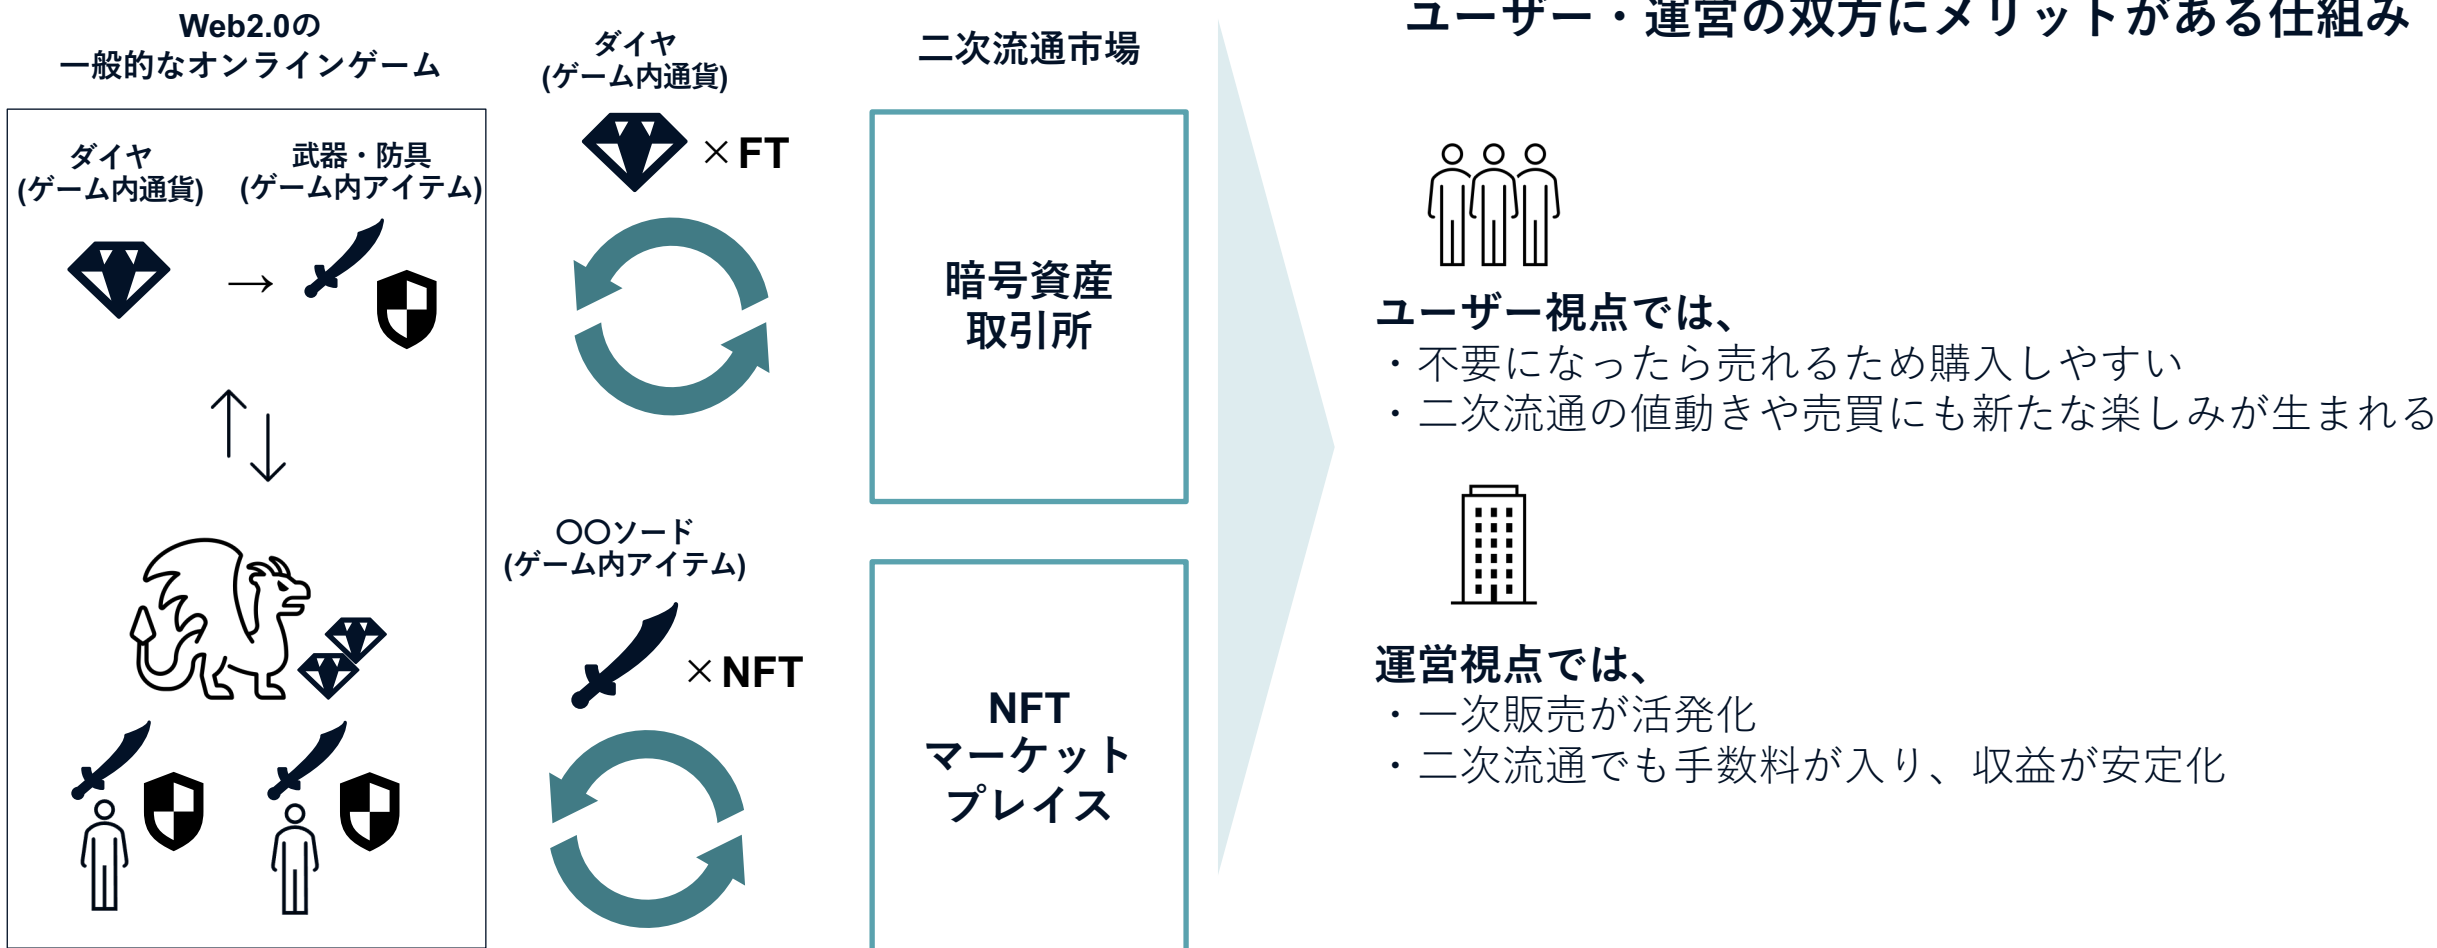 Web2.0の
一般的なオンラインゲーム
ダイヤ
(ゲーム内通貨)
武器・防具
(ゲーム内アイテム)
→
ダイヤ
(ゲーム内通貨)
×FT
〇〇ソード
(ゲーム内アイテム)
×NFT
二次流通市場
暗号資産
取引所
NFT
マーケット
プレイス
ユーザー・運営の双方にメリットがある仕組み
ユーザー視点では、
・不要になったら売れるため購入しやすい
・二次流通の値動きや売買にも新たな楽しみが生まれる
運営視点では、
・一次販売が活発化
・二次流通でも手数料が入り、収益が安定化